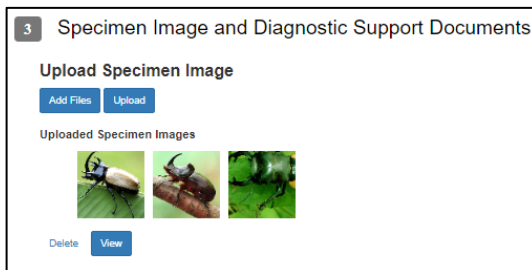 3 Specimen Image and Diagnostic Support Documents
Upload Specimen Image
Add Files Upload
Uploaded Specimen Images
Delete View